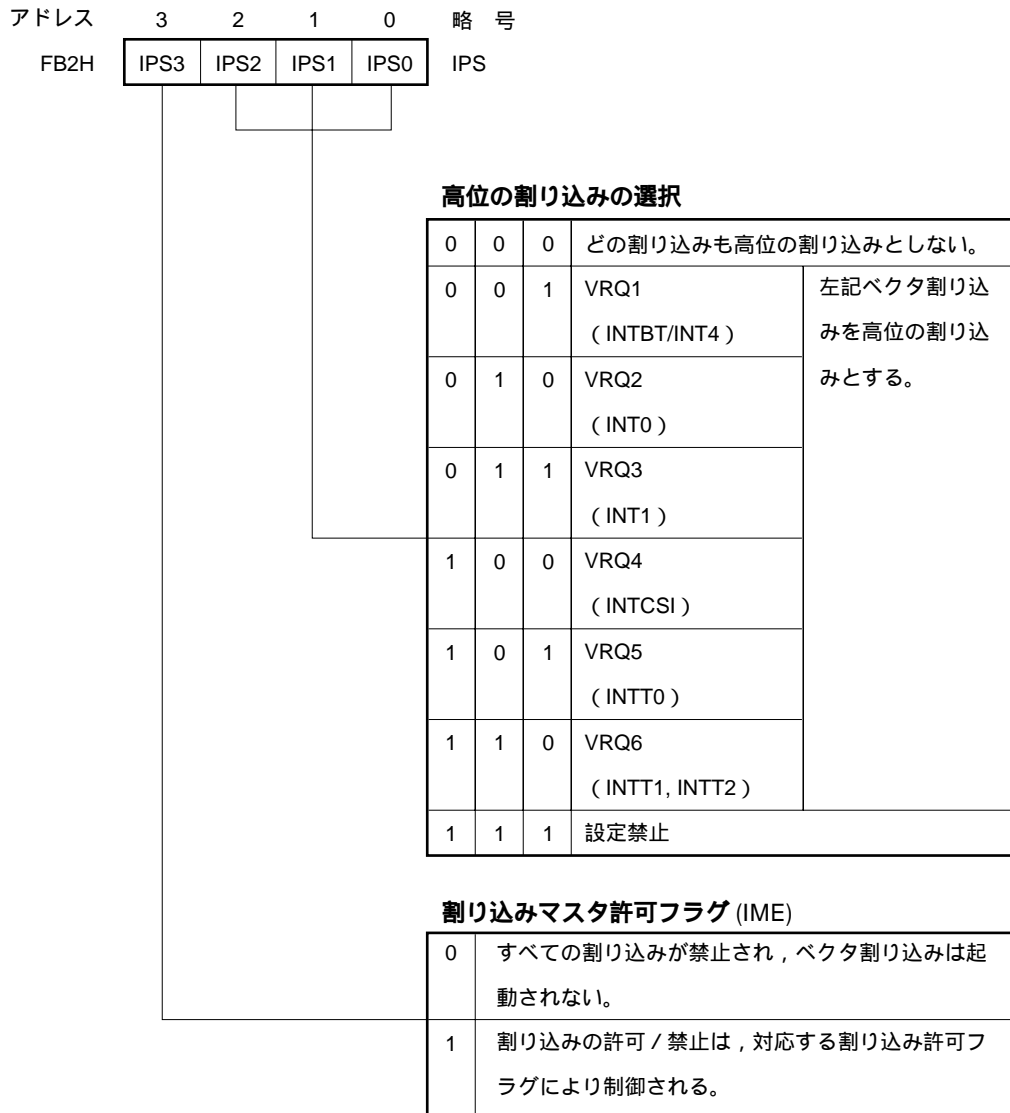 アドレス 3 2 1 0 略 号
FB2H IPS3 IPS2 IPS1 IPS0 IPS
高位の割り込みの選択
0 0 0 どの割り込みも高位の割り込みとしない。
0 0 1 VRQ1 左記ベクタ割り込
(INTBT/INT4) みを高位の割り込
0 1 0 VRQ2 みとする。
(INT0)
0 1 1 VRQ3
(INT1)
1 0 0 VRQ4
(INTCSI)
1 0 1 VRQ5
(INTT0)
1 1 0 VRQ6
(INTT1, INTT2)
1 1 1 設定禁止
割り込みマスタ許可フラグ (IME)
0 すべての割り込みが禁止され,ベクタ割り込みは起
動されない。
1 割り込みの許可/禁止は,対応する割り込み許可フ
ラグにより制御される。